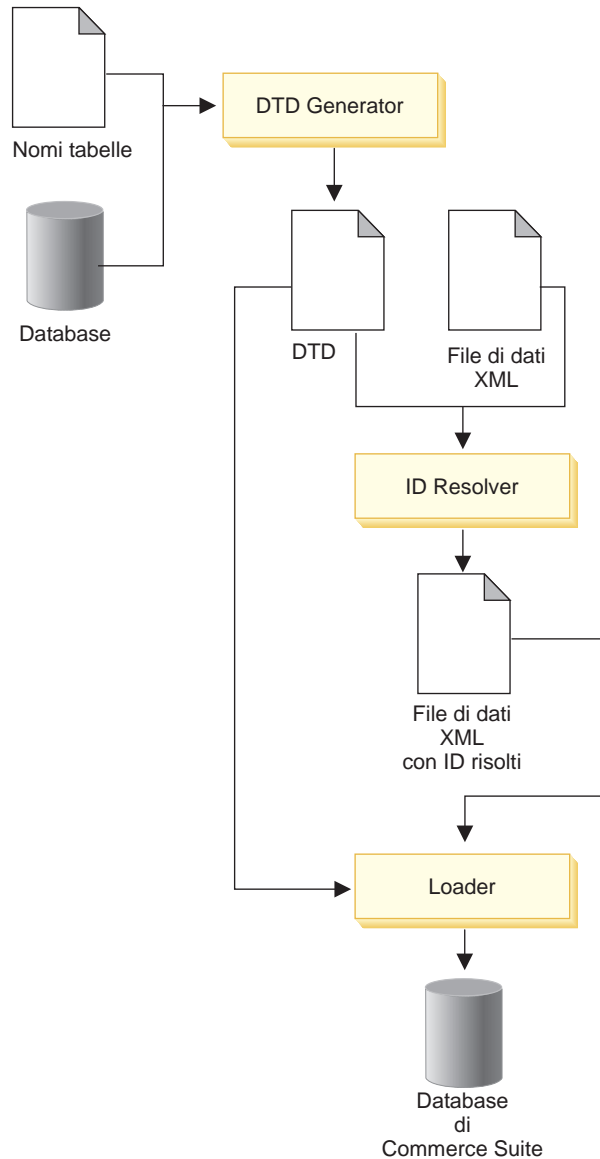 DTD Generator
Nomi tabelle
Database
DTD
File di dati
XML
ID Resolver
File di dati
XML
con ID risolti
Loader
Database
di
Commerce Suite